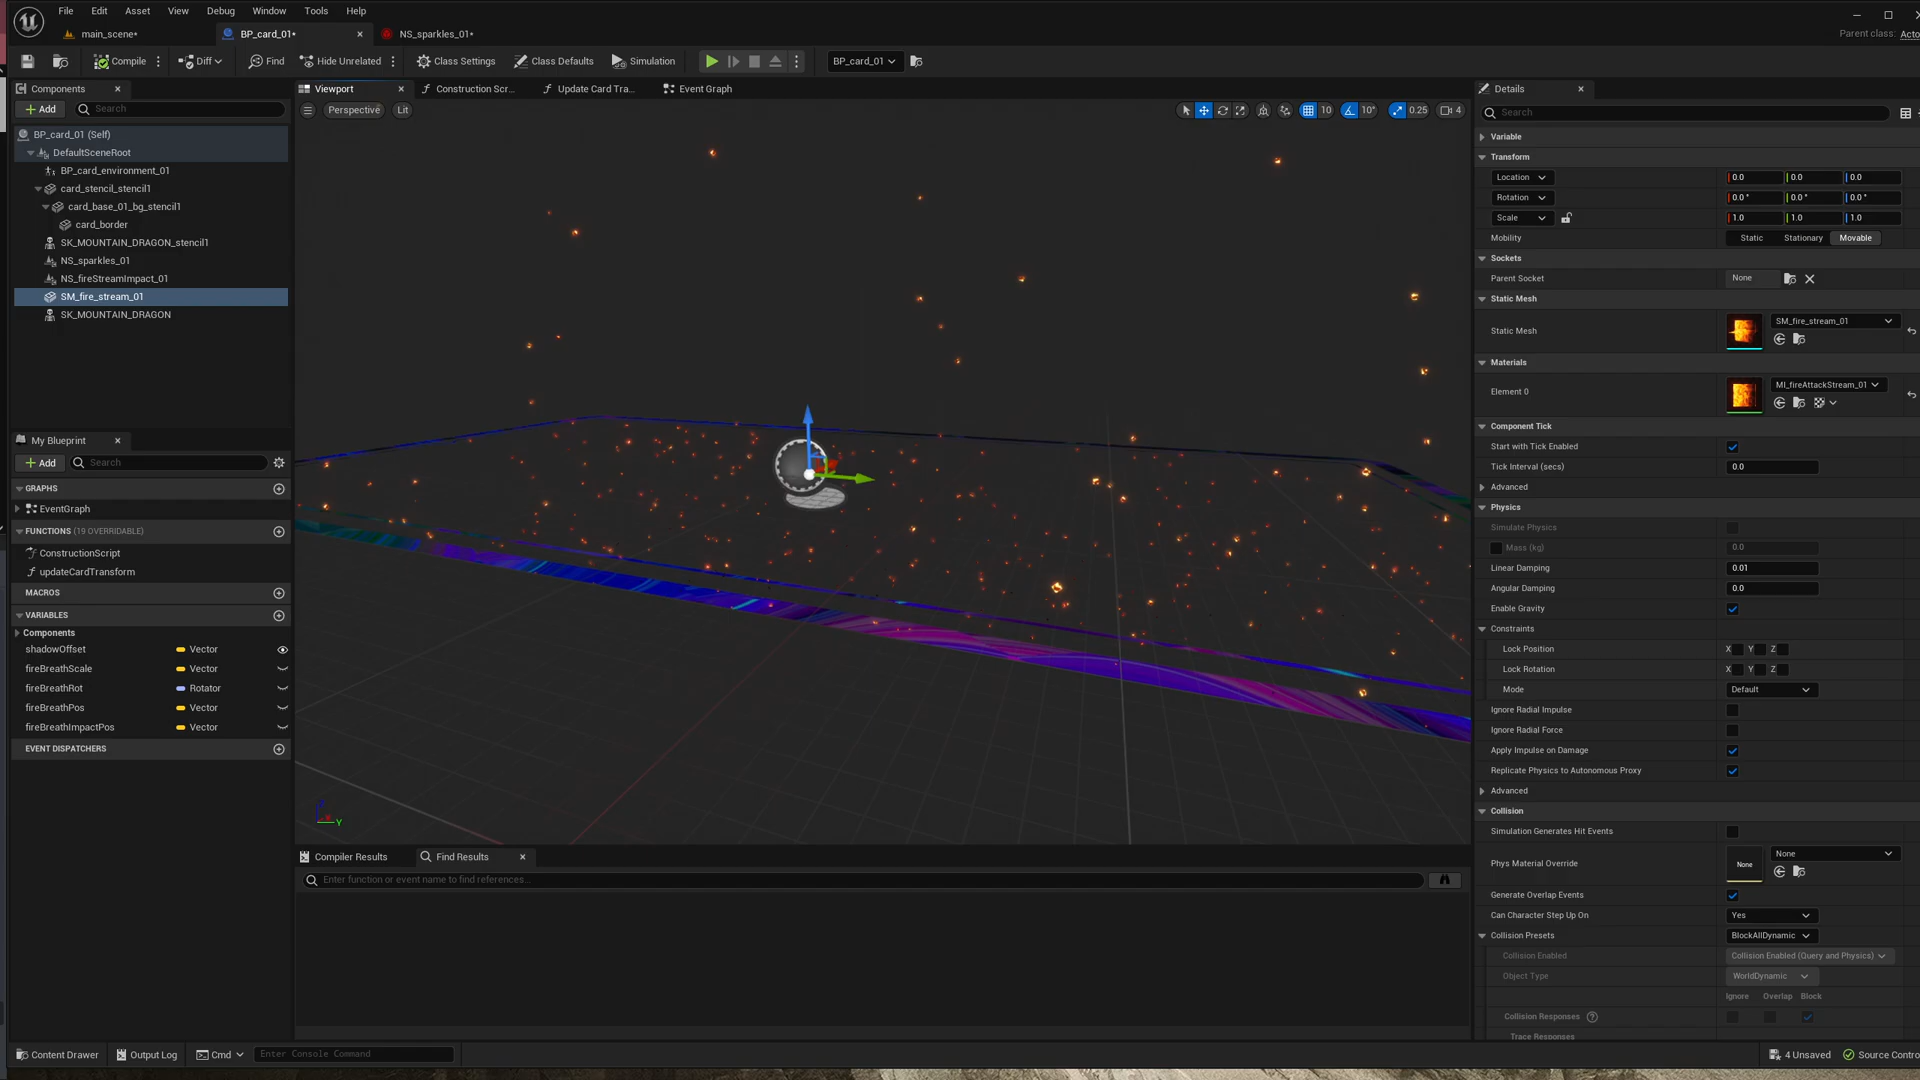 File Edit Asset View Debug Window Tools Help
main_scene* BP_card_01* NS_sparkles_01*
Parent class: Acto
Compile Diff Find Hide Unrelated Class Settings Class Defaults Simulation BP_card_01
Components
Add Search
BP_card_01 (Self)
DefaultSceneRoot
BP_card_environment_01
card_stencil_stencil1
card_base_01_bg_stencil1
card_border
SK_MOUNTAIN_DRAGON_stencil1
NS_sparkles_01
NS_fireStreamImpact_01
SM_fire_stream_01
SK_MOUNTAIN_DRAGON
My Blueprint
Add Search
GRAPHS
EventGraph
FUNCTIONS (19 OVERRIDABLE)
ConstructionScript
updateCardTransform
MACROS
VARIABLES
Components
shadowOffset Vector
fireBreathScale Vector
fireBreathRot Rotator
fireBreathPos Vector
fireBreathImpactPos Vector
EVENT DISPATCHERS
Viewport Construction Scr... Update Card Tra... Event Graph
Perspective Lit 10 10° 0.25 4
Z
X Y
Compiler Results Find Results
Enter function or event name to find references...
Details
Search
Variable
Transform
Location 0.0 0.0 0.0
Rotation 0.0 ° 0.0 ° 0.0 °
Scale 1.0 1.0 1.0
Mobility Static Stationary Movable
Sockets
Parent Socket None
Static Mesh
Static Mesh SM_fire_stream_01
Materials
Element 0 MI_fireAttackStream_01
Component Tick
Start with Tick Enabled
Tick Interval (secs) 0.0
Advanced
Physics
Simulate Physics
Mass (kg) 0.0
Linear Damping 0.01
Angular Damping 0.0
Enable Gravity
Constraints
Lock Position X Y Z
Lock Rotation X Y Z
Mode Default
Ignore Radial Impulse
Ignore Radial Force
Apply Impulse on Damage
Replicate Physics to Autonomous Proxy
Advanced
Collision
Simulation Generates Hit Events
Phys Material Override None None
Generate Overlap Events
Can Character Step Up On Yes
Collision Presets BlockAllDynamic
Collision Enabled Collision Enabled (Query and Physics)
Object Type WorldDynamic
Ignore Overlap Block
Collision Responses
Trace Responses
Content Drawer Output Log Cmd Enter Console Command 4 Unsaved Source Contro